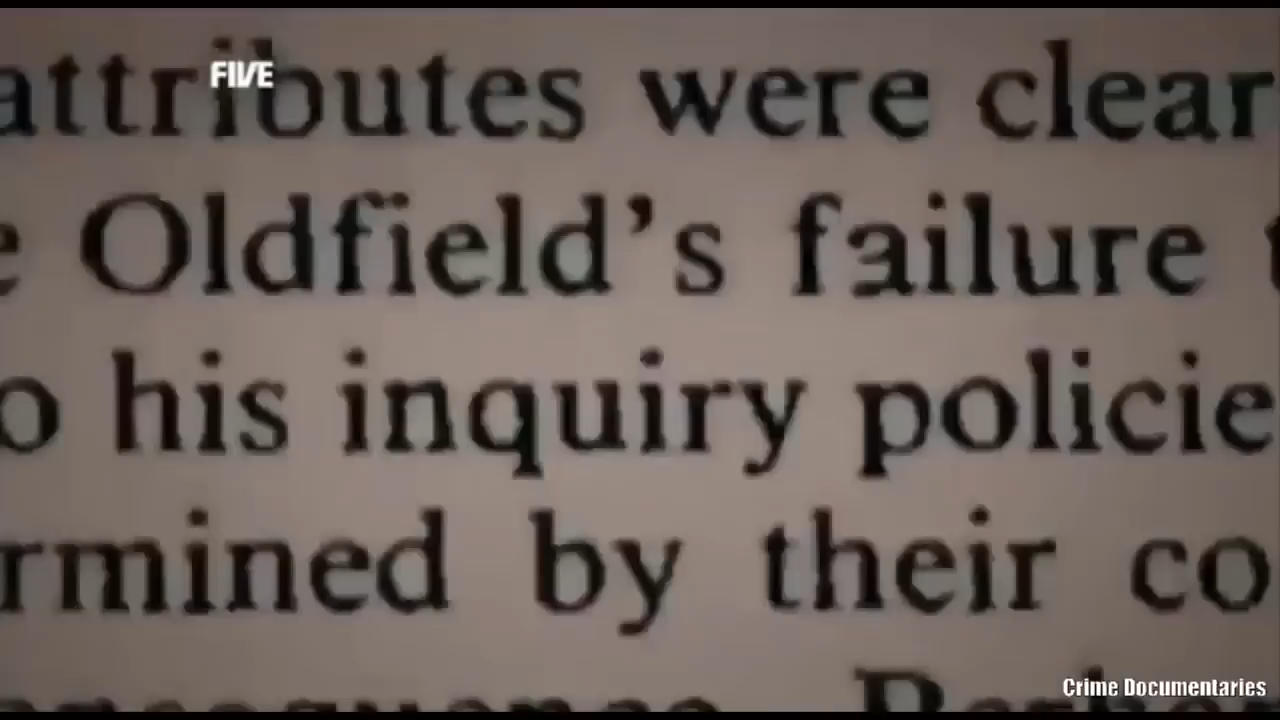 FIVE
attributes were clear
e Oldfield's failure t
o his inquiry policie
rmined by their co
Crime Documentaries